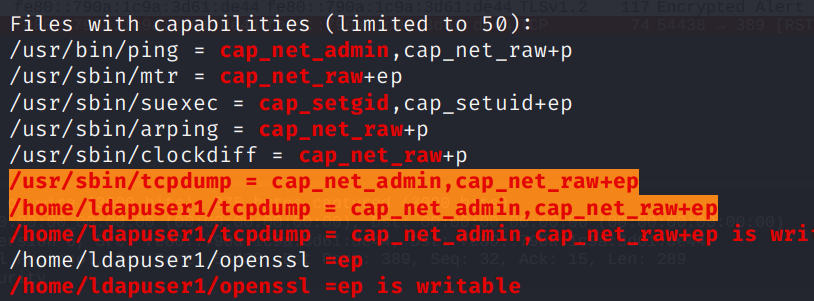 Files with capabilities (limited to 50):
/usr/bin/ping = cap_net_admin,cap_net_raw+p
/usr/sbin/mtr = cap_net_raw+ep
/usr/sbin/suexec = cap_setgid,cap_setuid+ep
/usr/sbin/arping = cap_net_raw+p
/usr/sbin/clockdiff = cap_net_raw+p
/usr/sbin/tcpdump = cap_net_admin,cap_net_raw+ep
/home/ldapuser1/tcpdump = cap_net_admin,cap_net_raw+ep
/home/ldapuser1/tcpdump = cap_net_admin,cap_net_raw+ep is writ
/home/ldapuser1/openssl =ep
/home/ldapuser1/openssl =ep is writable